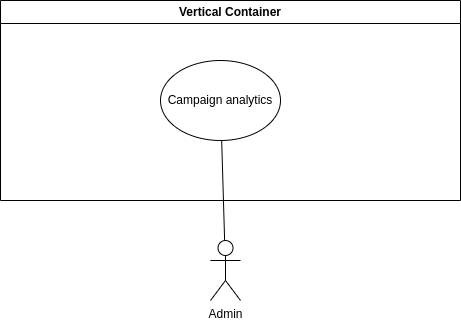 Vertical Container
Campaign analytics
Admin